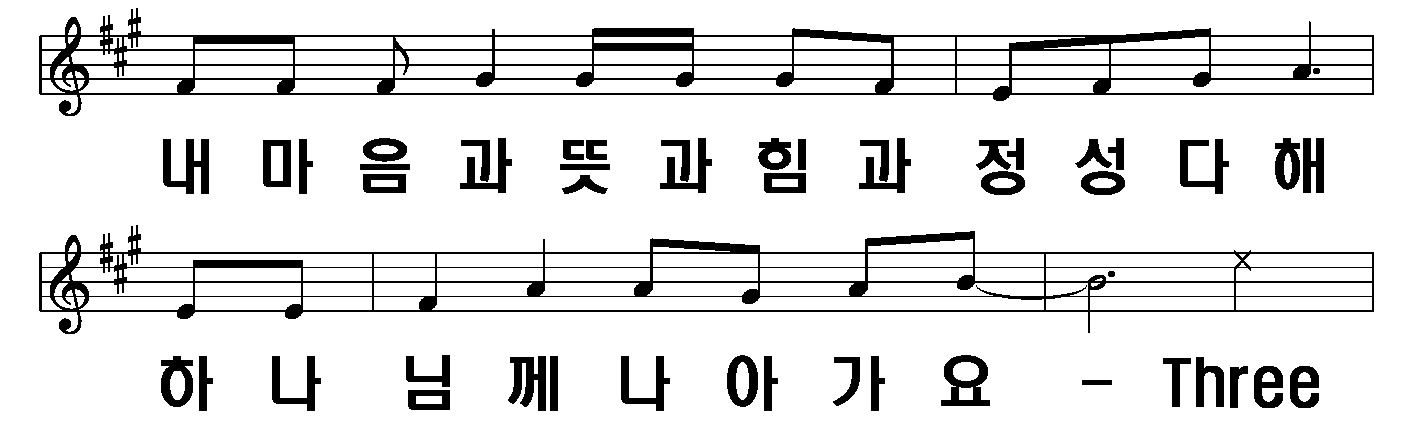 내 마 음 과 뜻 과 힘 과 정 성 다 해
하 나 님 께 나 아 가 요 - Three